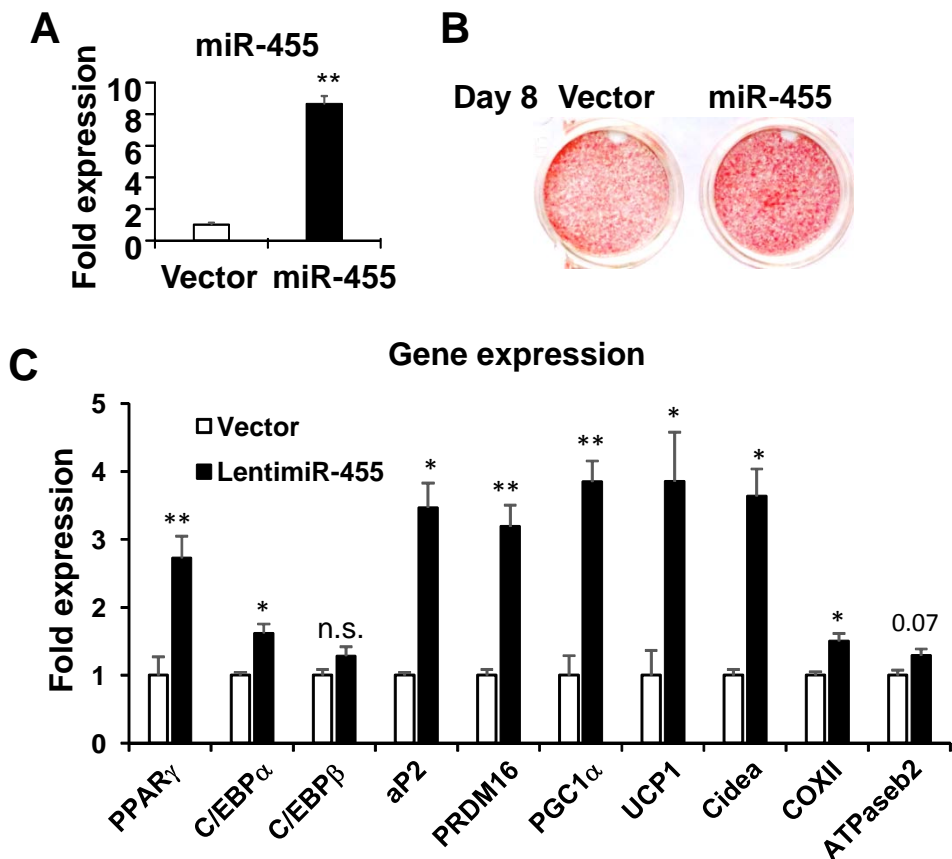 A
miR-455
**
Fold expression
10
8
6
4
2
0
Vector miR-455
B
Day 8 Vector miR-455
C
Gene expression
Fold expression
5
4
3
2
1
0
Vector
LentimiR-455
** * n.s. * ** ** * * * 0.07
PPARγ C/EBPα C/EBPβ aP2 PRDM16 PGC1α UCP1 Cidea COXII ATPaseb2